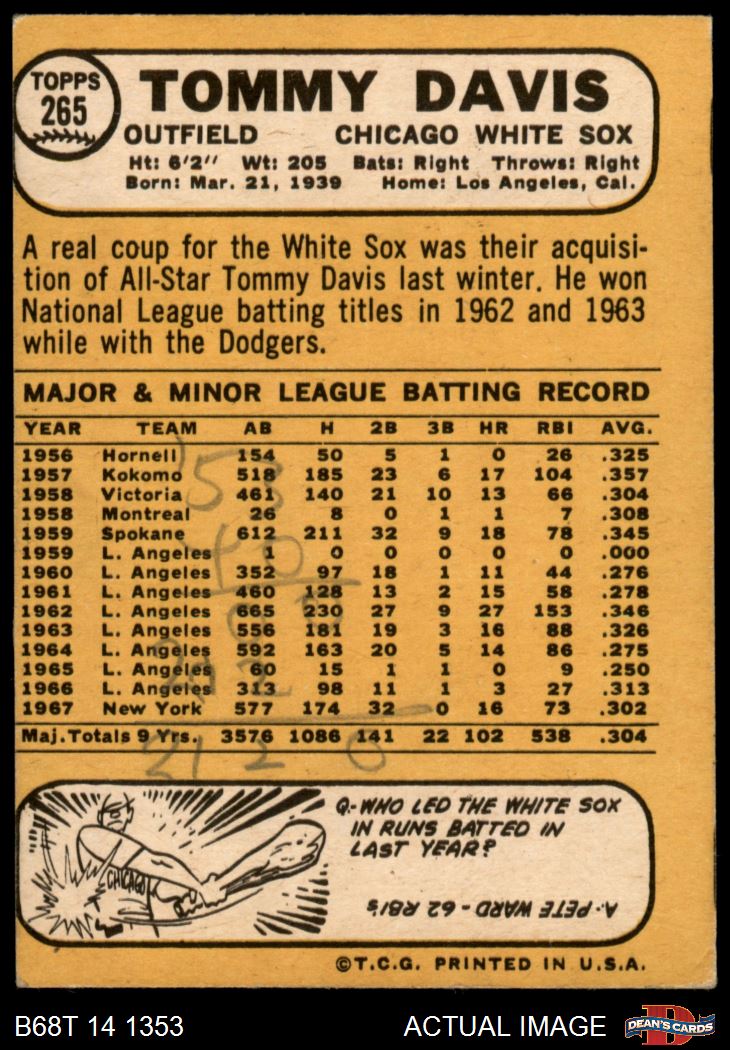 TOPPS
265
TOMMY DAVIS
OUTFIELD CHICAGO WHITE SOX
Ht: 6'2" Wt: 205 Bats: Right Throws: Right
Born: Mar. 21, 1939 Home: Los Angeles, Cal.
A real coup for the White Sox was their acquisi-
tion of All-Star Tommy Davis last winter. He won
National League batting titles in 1962 and 1963
while with the Dodgers.
MAJOR & MINOR LEAGUE BATTING RECORD
YEAR TEAM AB H 2B 3B HR RBI AVG.
1956 Hornell 154 50 5 1 0 26 .325
1957 Kokomo 518 185 23 6 17 104 .357
1958 Victoria 461 140 21 10 13 66 .304
1958 Montreal 26 8 0 1 1 7 .308
1959 Spokane 612 211 32 9 18 78 .345
1959 L. Angeles 1 0 0 0 0 0 .000
1960 L. Angeles 352 97 18 1 11 44 .276
1961 L. Angeles 460 128 13 2 15 58 .278
1962 L. Angeles 665 230 27 9 27 153 .346
1963 L. Angeles 556 181 19 3 16 88 .326
1964 L. Angeles 592 163 20 5 14 86 .275
1965 L. Angeles 60 15 1 1 0 9 .250
1966 L. Angeles 313 98 11 1 3 27 .313
1967 New York 577 174 32 0 16 73 .302
Maj. Totals 9 Yrs. 3576 1086 141 22 102 538 .304
2120
CHICAGO
Q-WHO LED THE WHITE SOX
IN RUNS BATTED IN
LAST YEAR?
A-PETE WARD-62 RBI's
©T.C.G. PRINTED IN U.S.A.
B68T 14 1353 ACTUAL IMAGE
D
DEAN'S CARDS